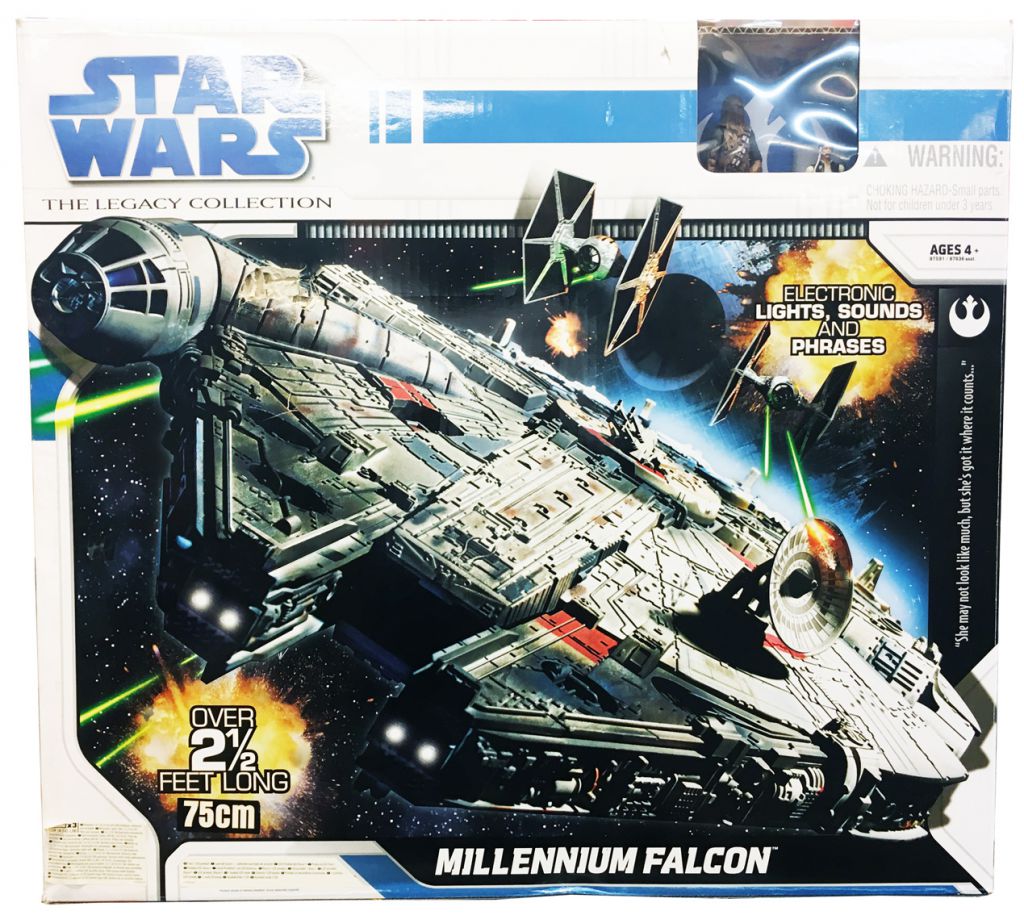 STAR
WARS
THE LEGACY COLLECTION
WARNING:
CHOKING HAZARD-Small parts.
Not for children under 3 years.
AGES 4+
ELECTRONIC
LIGHTS, SOUNDS
AND
PHRASES
"She may not look like much, but she's got it where it counts..."
OVER
2½
FEET LONG
75cm
MILLENNIUM FALCON™